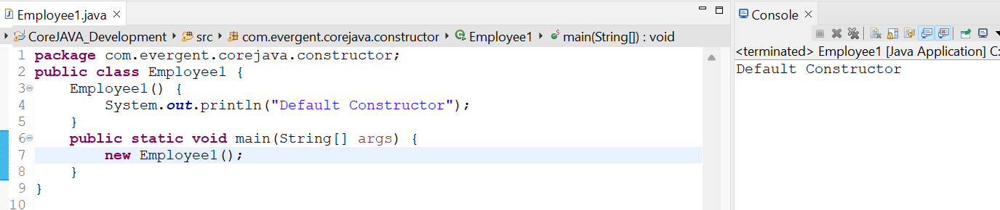 Employee1.java
CoreJAVA_Development src com.evergent.corejava.constructor Employee1 main(String[]) : void
1 package com.evergent.corejava.constructor;
2 public class Employee1 {
3 Employee1() {
4 System.out.println("Default Constructor");
5 }
6 public static void main(String[] args) {
7 new Employee1();
8 }
9 }
10
Console
<terminated> Employee1 [Java Application] C:
Default Constructor